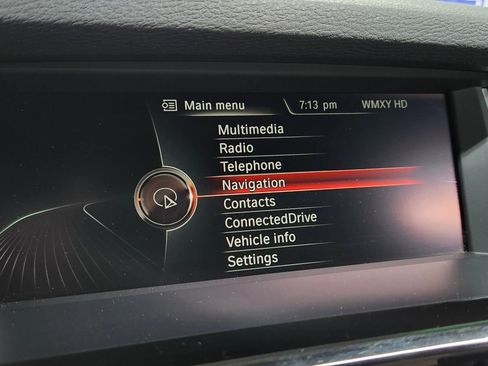 Main menu 7:13 pm WMXY HD
Multimedia
Radio
Telephone
Navigation
Contacts
ConnectedDrive
Vehicle info
Settings